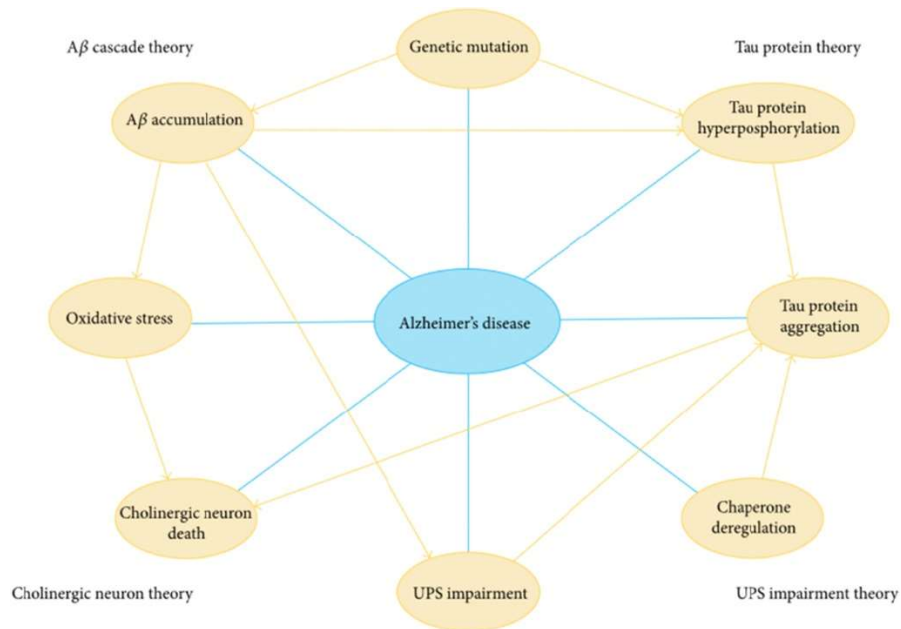 Aβ cascade theory
Genetic mutation
Tau protein theory
Aβ accumulation
Tau protein
hyperposphorylation
Oxidative stress
Alzheimer's disease
Tau protein
aggregation
Cholinergic neuron
death
Chaperone
deregulation
Cholinergic neuron theory
UPS impairment
UPS impairment theory